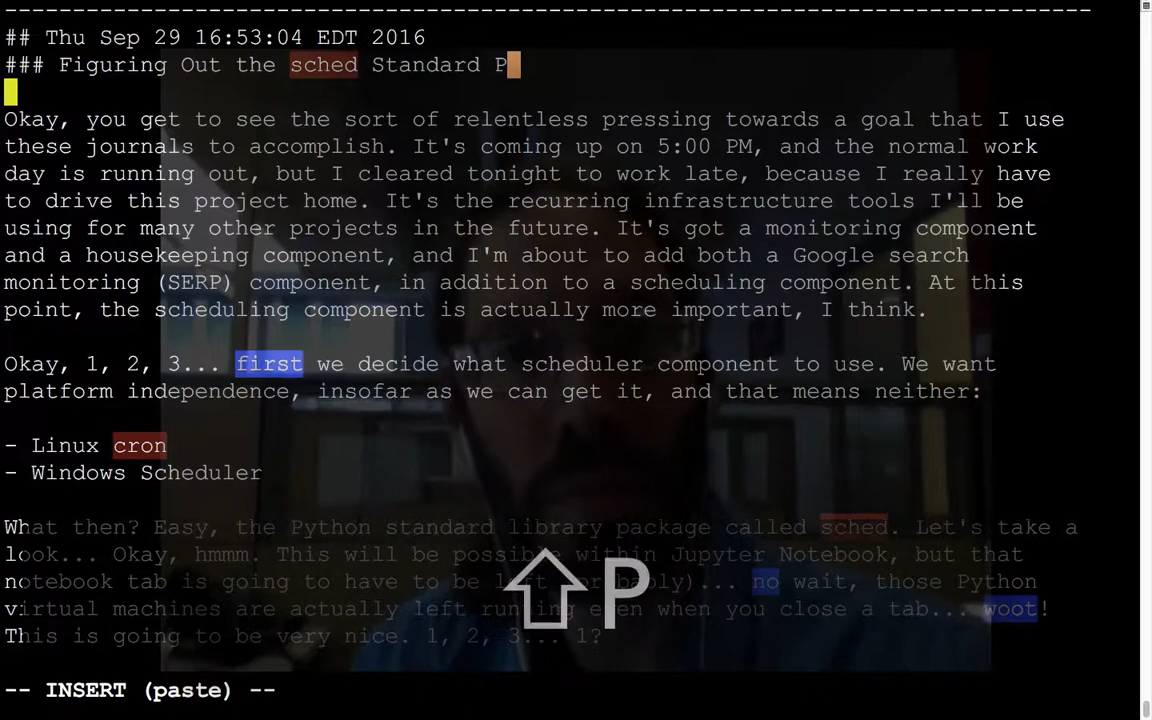 --------------------------------------------------------------------------------
## Thu Sep 29 16:53:04 EDT 2016
### Figuring Out the sched Standard P
Okay, you get to see the sort of relentless pressing towards a goal that I use
these journals to accomplish. It's coming up on 5:00 PM, and the normal work
day is running out, but I cleared tonight to work late, because I really have
to drive this project home. It's the recurring infrastructure tools I'll be
using for many other projects in the future. It's got a monitoring component
and a housekeeping component, and I'm about to add both a Google search
monitoring (SERP) component, in addition to a scheduling component. At this
point, the scheduling component is actually more important, I think.
Okay, 1, 2, 3... first we decide what scheduler component to use. We want
platform independence, insofar as we can get it, and that means neither:
- Linux cron
- Windows Scheduler
What then? Easy, the Python standard library package called sched. Let's take a
look... Okay, hmmm. This will be possible within Jupyter Notebook, but that
notebook tab is going to have to be left (probably)... no wait, those Python
virtual machines are actually left running even when you close a tab... woot!
This is going to be very nice. 1, 2, 3... 1?
P
-- INSERT (paste) --